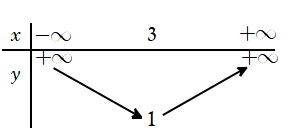 x −∞ 3 +∞
y +∞ +∞
1